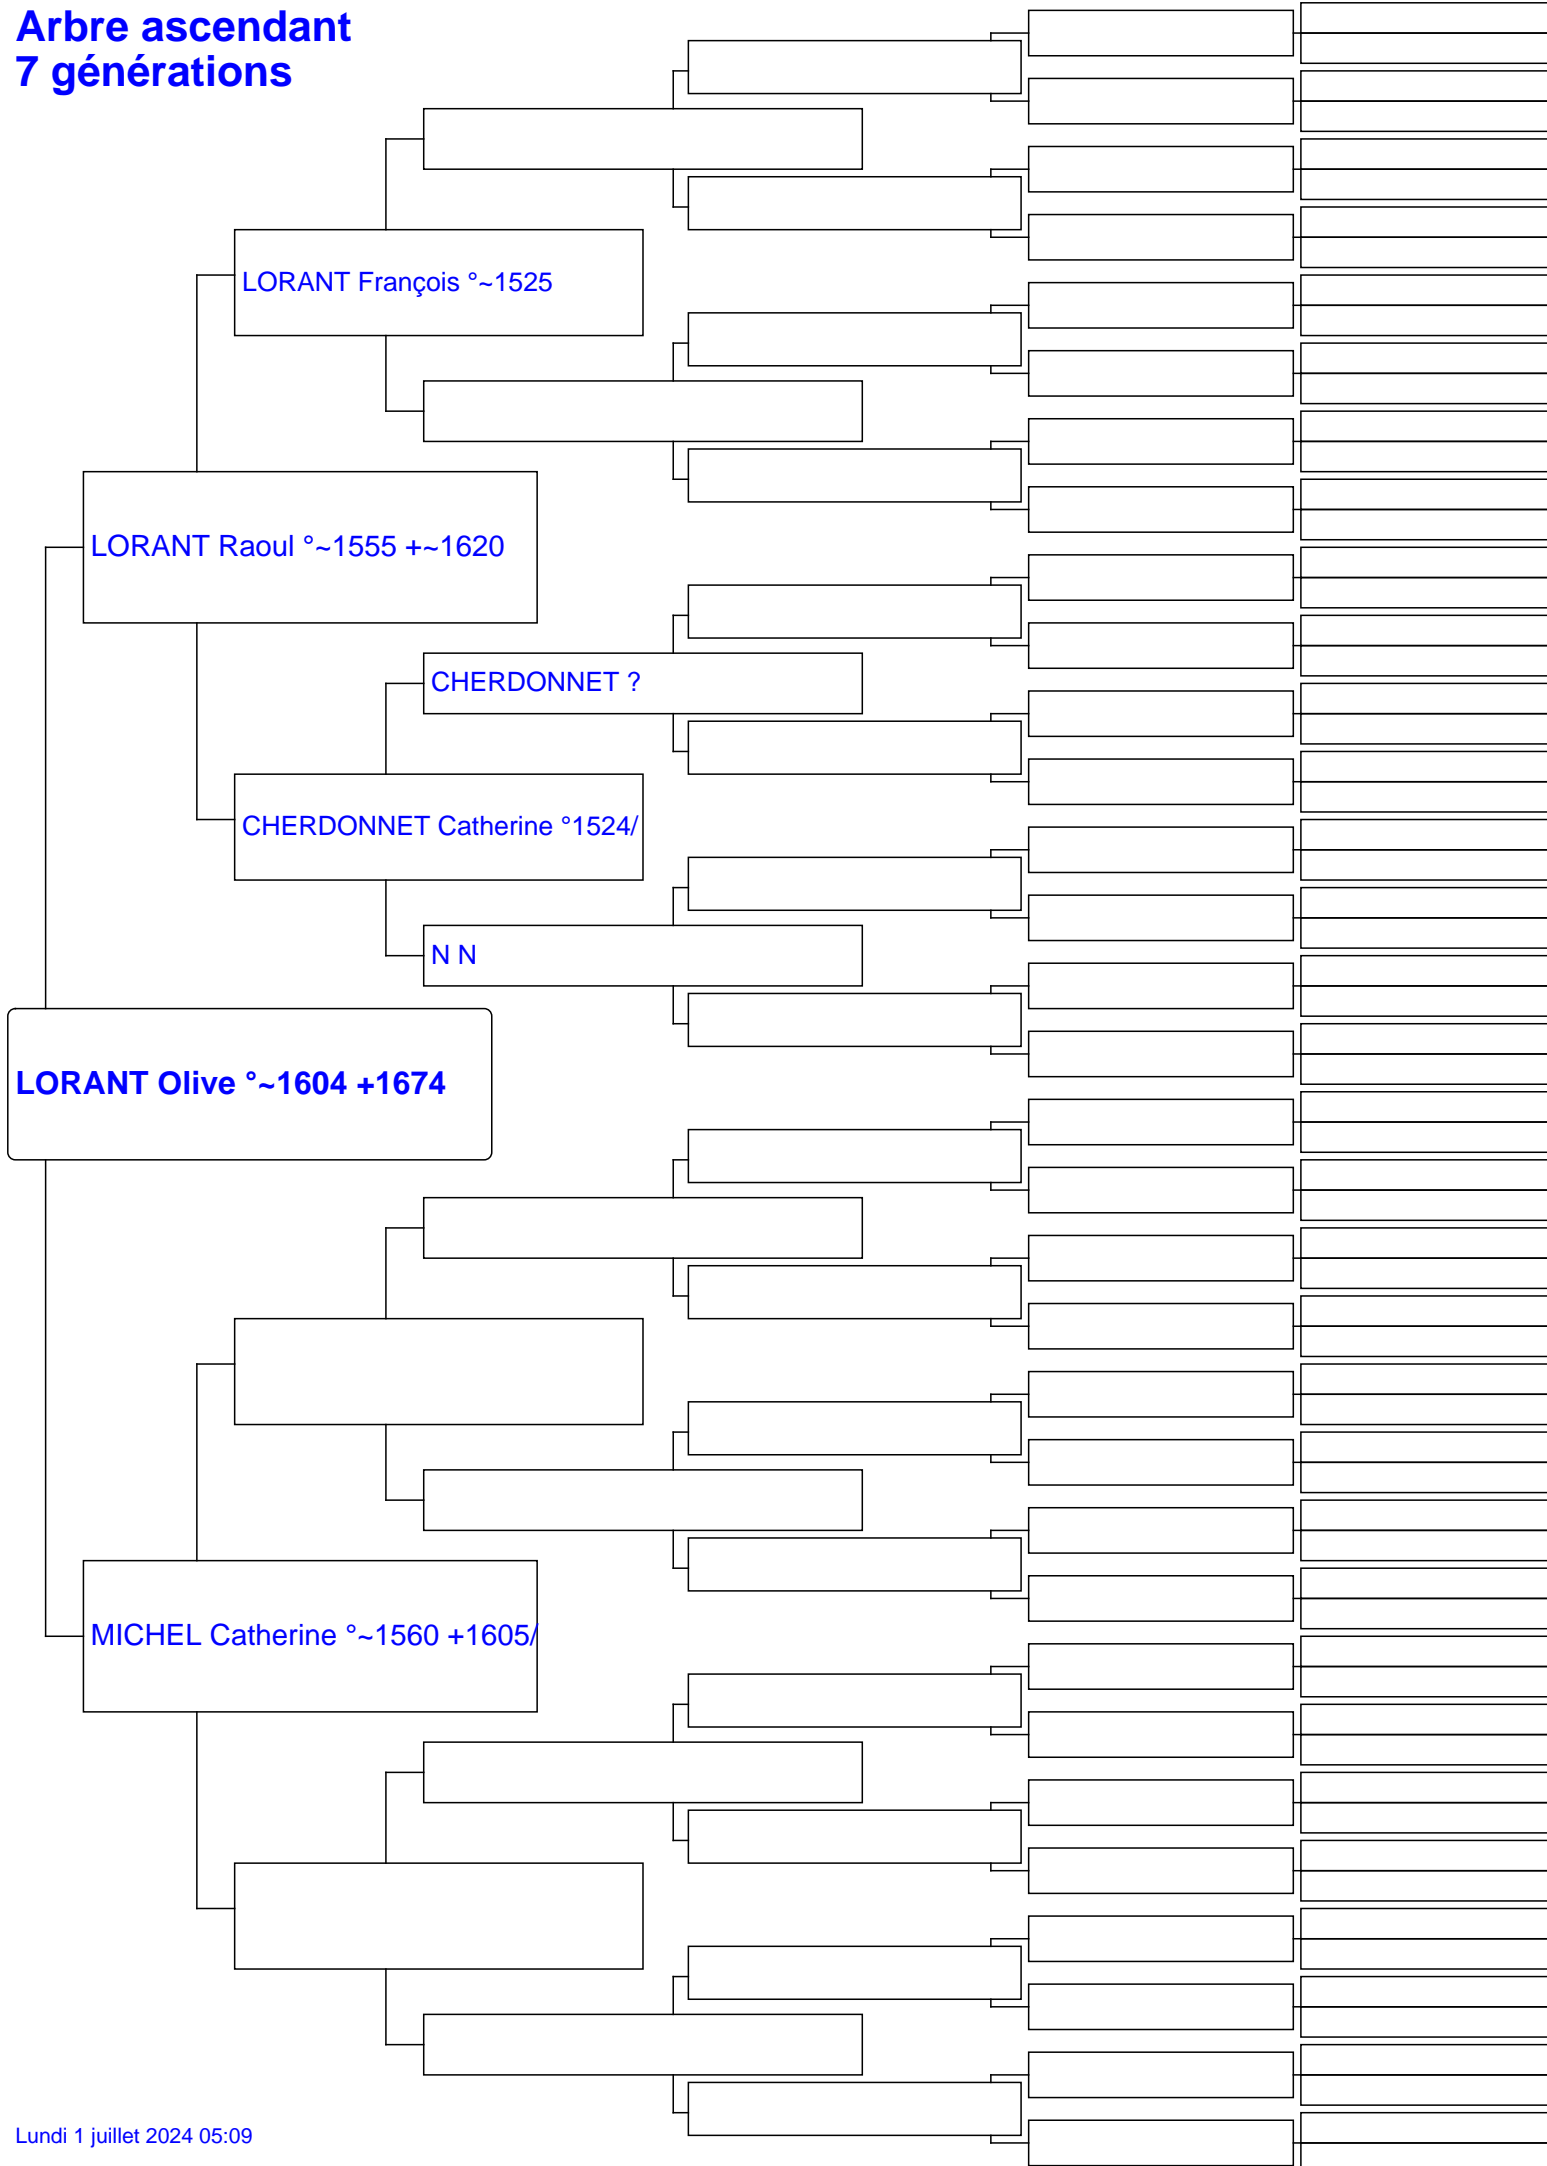 Arbre ascendant
7 générations
LORANT François °~1525
LORANT Raoul °~1555 +~1620
CHERDONNET ?
CHERDONNET Catherine °1524/
N N
LORANT Olive °~1604 +1674
MICHEL Catherine °~1560 +1605/
Lundi 1 juillet 2024 05:09